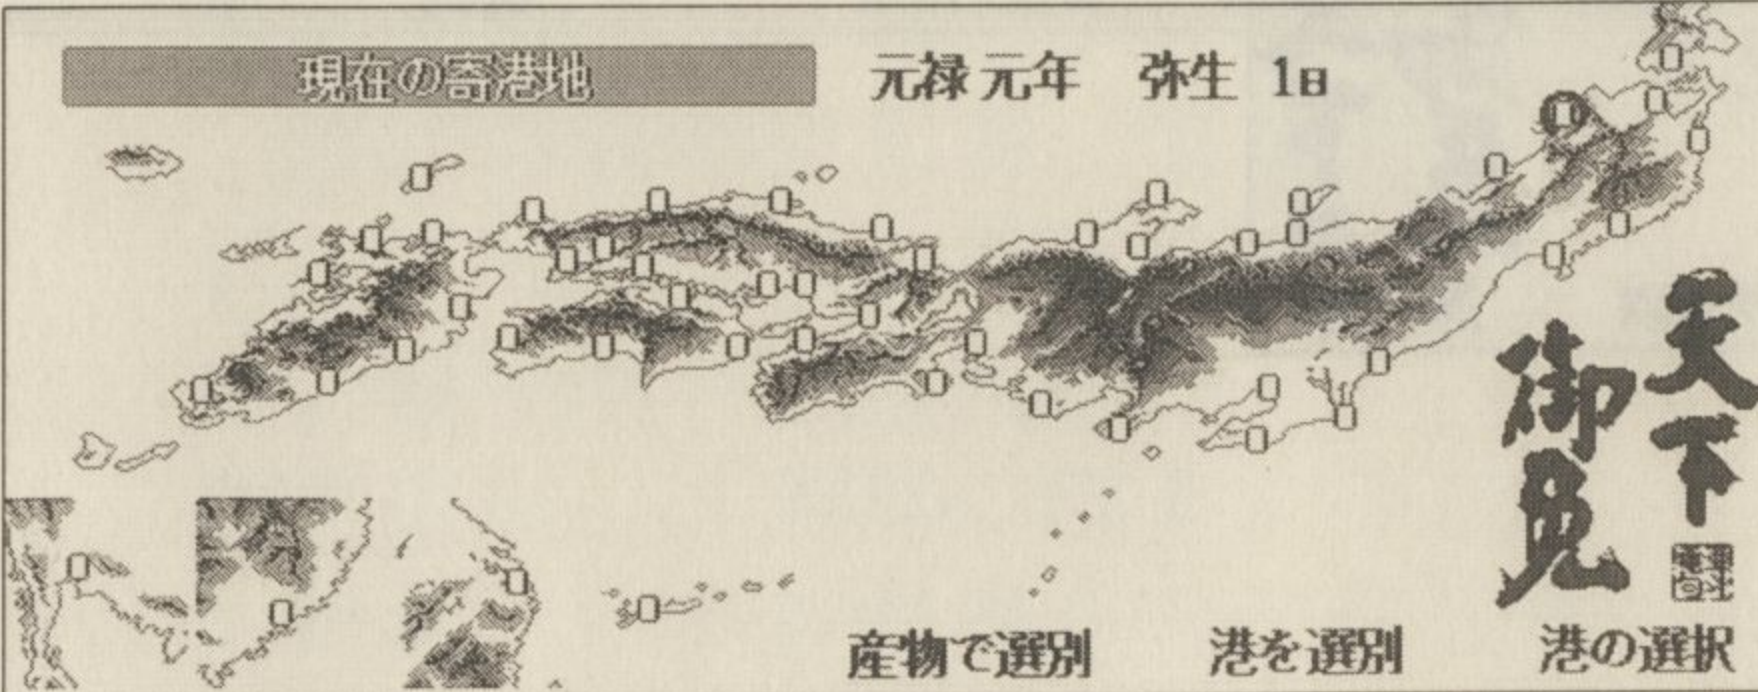 現在の寄港地
元禄 元年 弥生 1日
天下
御免
産物で選別 港を選別 港の選択